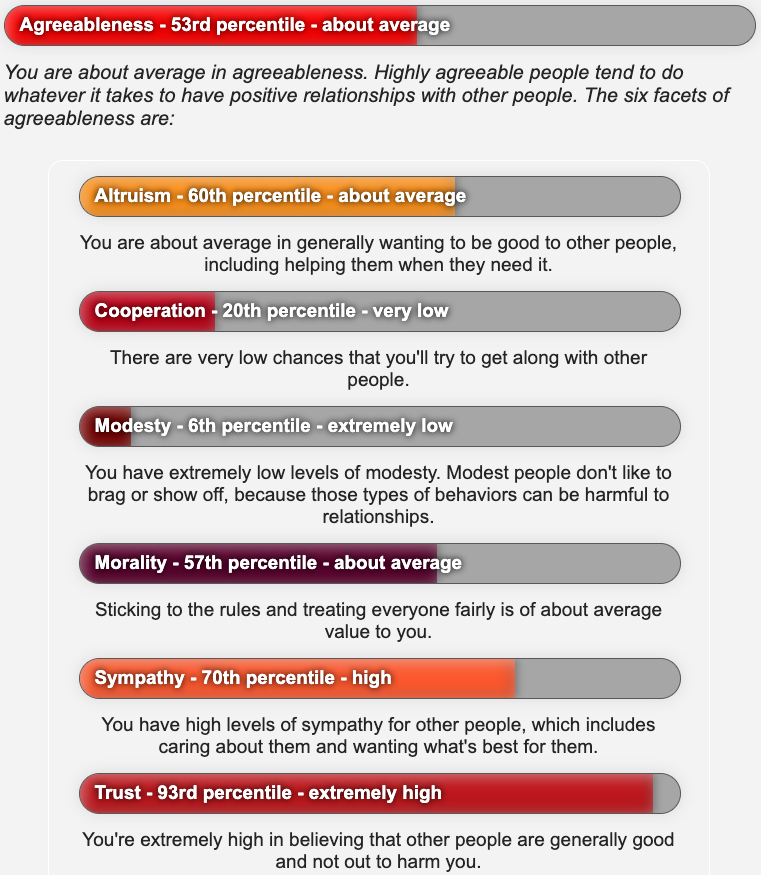 Agreeableness - 53rd percentile - about average
You are about average in agreeableness. Highly agreeable people tend to do
whatever it takes to have positive relationships with other people. The six facets of
agreeableness are:
Altruism - 60th percentile - about average
You are about average in generally wanting to be good to other people,
including helping them when they need it.
Cooperation - 20th percentile - very low
There are very low chances that you'll try to get along with other
people.
Modesty - 6th percentile - extremely low
You have extremely low levels of modesty. Modest people don't like to
brag or show off, because those types of behaviors can be harmful to
relationships.
Morality - 57th percentile - about average
Sticking to the rules and treating everyone fairly is of about average
value to you.
Sympathy - 70th percentile - high
You have high levels of sympathy for other people, which includes
caring about them and wanting what's best for them.
Trust - 93rd percentile - extremely high
You're extremely high in believing that other people are generally good
and not out to harm you.